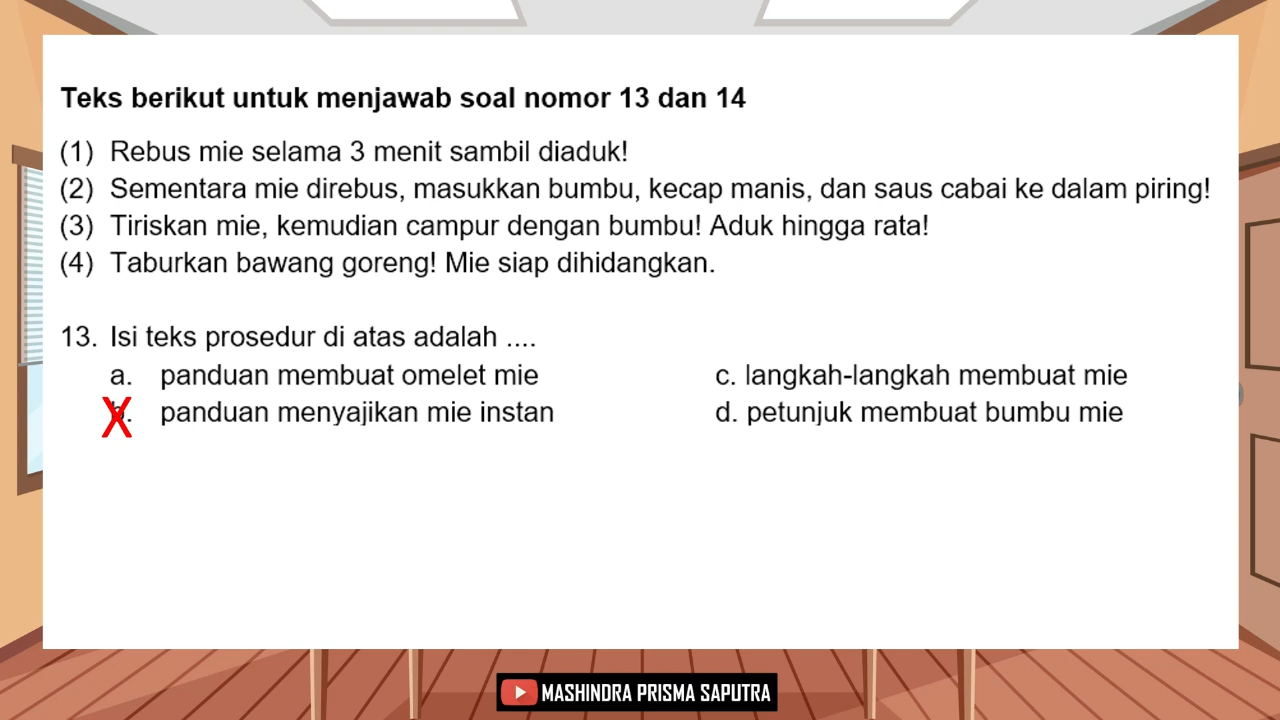 Teks berikut untuk menjawab soal nomor 13 dan 14
(1) Rebus mie selama 3 menit sambil diaduk!
(2) Sementara mie direbus, masukkan bumbu, kecap manis, dan saus cabai ke dalam piring!
(3) Tiriskan mie, kemudian campur dengan bumbu! Aduk hingga rata!
(4) Taburkan bawang goreng! Mie siap dihidangkan.
13. Isi teks prosedur di atas adalah ....
a. panduan membuat omelet mie
b. panduan menyajikan mie instan
c. langkah-langkah membuat mie
d. petunjuk membuat bumbu mie
MASHINDRA PRISMA SAPUTRA